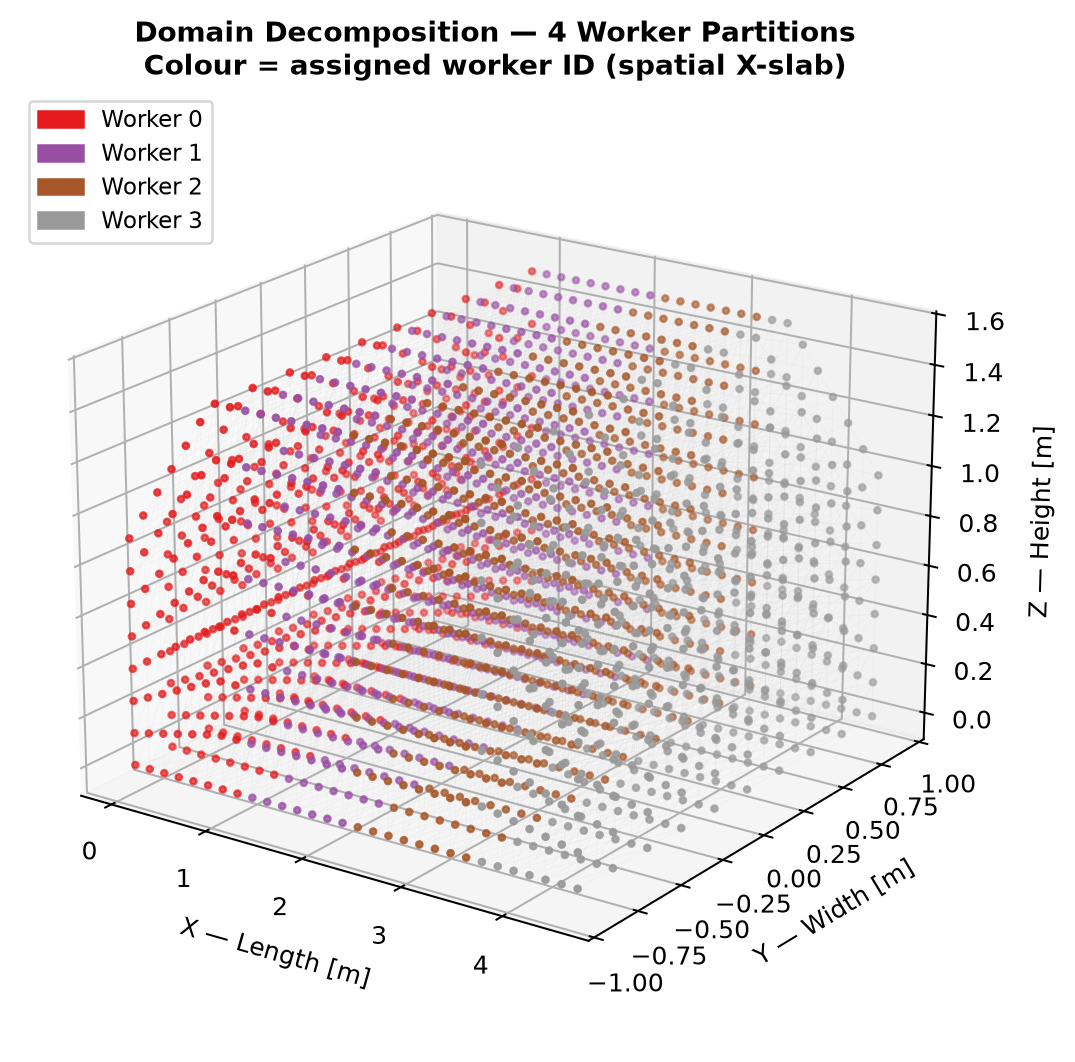 Domain Decomposition — 4 Worker Partitions
Colour = assigned worker ID (spatial X-slab)
Worker 0
Worker 1
Worker 2
Worker 3
1.6
1.4
1.2
1.0
0.8
0.6
0.4
0.2
0.0
Z — Height [m]
0
1
2
3
4
X — Length [m]
1.00
0.75
0.50
0.25
0.00
−0.25
−0.50
−0.75
−1.00
Y — Width [m]